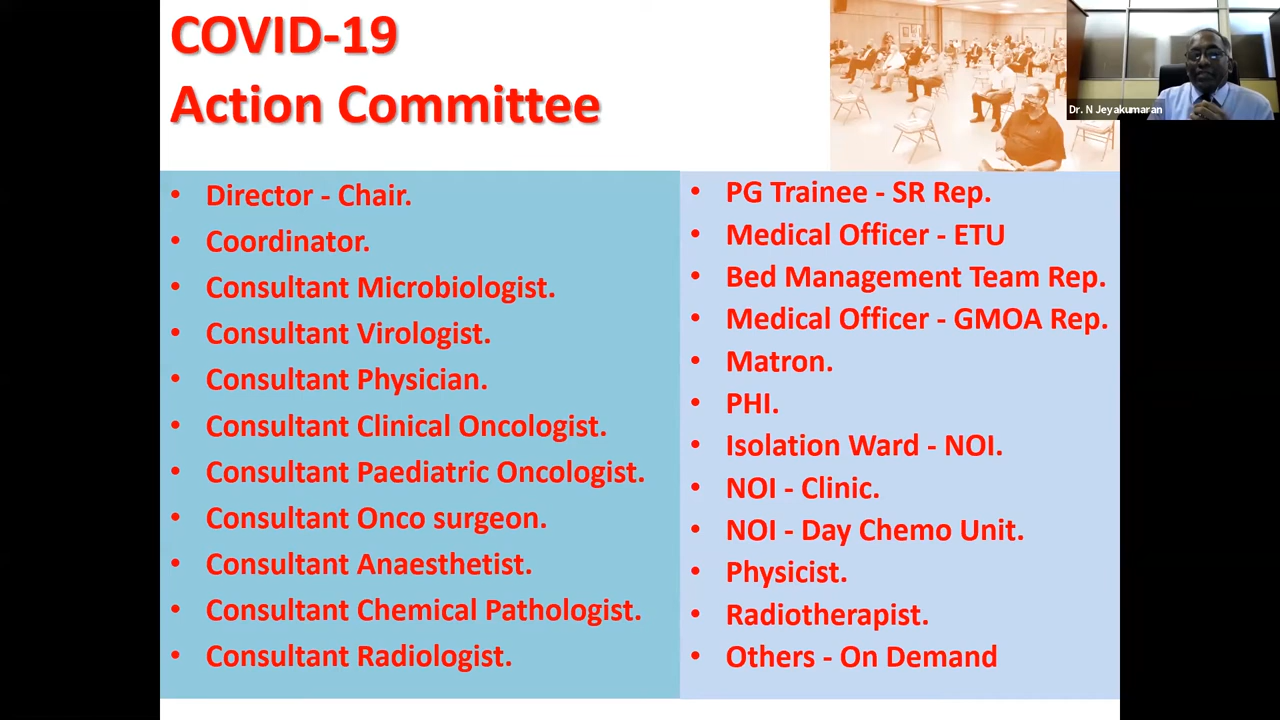 COVID-19
Action Committee
Dr. N Jeyakumaran
• Director - Chair.
• Coordinator.
• Consultant Microbiologist.
• Consultant Virologist.
• Consultant Physician.
• Consultant Clinical Oncologist.
• Consultant Paediatric Oncologist.
• Consultant Onco surgeon.
• Consultant Anaesthetist.
• Consultant Chemical Pathologist.
• Consultant Radiologist.
• PG Trainee - SR Rep.
• Medical Officer - ETU
• Bed Management Team Rep.
• Medical Officer - GMOA Rep.
• Matron.
• PHI.
• Isolation Ward - NOI.
• NOI - Clinic.
• NOI - Day Chemo Unit.
• Physicist.
• Radiotherapist.
• Others - On Demand